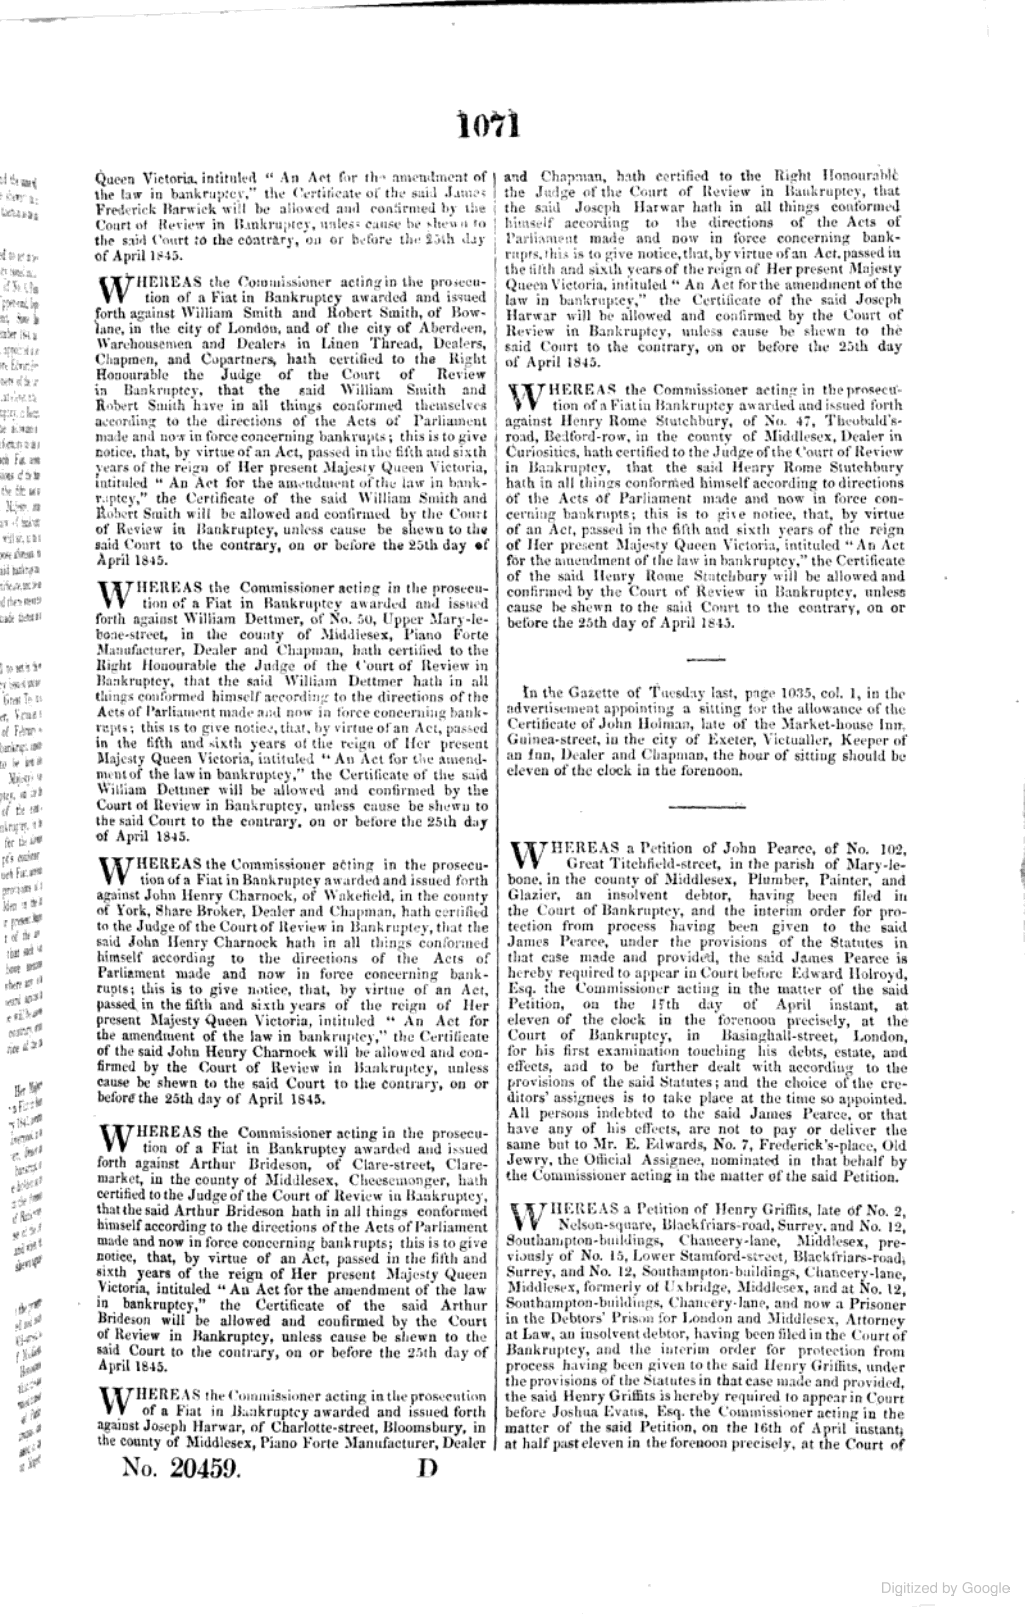 1071
Queen Victoria, intituled “ An Act for the amendment of
the law in bankruptcy,” the Certificate of the said James
Frederick Barwick will be allowed and confirmed by the
Court of Review in Bankruptcy, unless cause be shewn to
the said Court to the contrary, on or before the 25th day
of April 1845.
WHEREAS the Commissioner acting in the prosecu-
tion of a Fiat in Bankruptcy awarded and issued
forth against William Smith and Robert Smith, of Bow-
lane, in the city of London, and of the city of Aberdeen,
Warehousemen and Dealers in Linen Thread, Dealers,
Chapmen, and Copartners, hath certified to the Right
Honourable the Judge of the Court of Review
in Bankruptcy, that the said William Smith and
Robert Smith have in all things conformed themselves
according to the directions of the Acts of Parliament
made and now in force concerning bankrupts ; this is to give
notice, that, by virtue of an Act, passed in the fifth and sixth
years of the reign of Her present Majesty Queen Victoria,
intituled “ An Act for the amendment of the law in bank-
ruptcy,” the Certificate of the said William Smith and
Robert Smith will be allowed and confirmed by the Court
of Review in Bankruptcy, unless cause be shewn to the
said Court to the contrary, on or before the 25th day of
April 1845.
WHEREAS the Commissioner acting in the prosecu-
tion of a Fiat in Bankruptcy awarded and issued
forth against William Dettmer, of No. 50, Upper Mary-le-
bone-street, in the county of Middlesex, Piano Forte
Manufacturer, Dealer and Chapman, hath certified to the
Right Honourable the Judge of the Court of Review in
Bankruptcy, that the said William Dettmer hath in all
things conformed himself according to the directions of the
Acts of Parliament made and now in force concerning bank-
rupts ; this is to give notice, that, by virtue of an Act, passed
in the fifth and sixth years of the reign of Her present
Majesty Queen Victoria, intituled “ An Act for the amend-
ment of the law in bankruptcy,” the Certificate of the said
William Dettmer will be allowed and confirmed by the
Court of Review in Bankruptcy, unless cause be shewn to
the said Court to the contrary, on or before the 25th day
of April 1845.
WHEREAS the Commissioner acting in the prosecu-
tion of a Fiat in Bankruptcy awarded and issued forth
against John Henry Charnock, of Wakefield, in the county
of York, Share Broker, Dealer and Chapman, hath certified
to the Judge of the Court of Review in Bankruptcy, that the
said John Henry Charnock hath in all things conformed
himself according to the directions of the Acts of
Parliament made and now in force concerning bank-
rupts; this is to give notice, that, by virtue of an Act,
passed in the fifth and sixth years of the reign of Her
present Majesty Queen Victoria, intituled “ An Act for
the amendment of the law in bankruptcy,” the Certificate
of the said John Henry Charnock will be allowed and con-
firmed by the Court of Review in Bankruptcy, unless
cause be shewn to the said Court to the contrary, on or
before the 25th day of April 1845.
WHEREAS the Commissioner acting in the prosecu-
tion of a Fiat in Bankruptcy awarded and issued
forth against Arthur Brideson, of Clare-street, Clare-
market, in the county of Middlesex, Cheesemonger, hath
certified to the Judge of the Court of Review in Bankruptcy,
that the said Arthur Brideson hath in all things conformed
himself according to the directions of the Acts of Parliament
made and now in force concerning bankrupts; this is to give
notice, that, by virtue of an Act, passed in the fifth and
sixth years of the reign of Her present Majesty Queen
Victoria, intituled “ An Act for the amendment of the law
in bankruptcy,” the Certificate of the said Arthur
Brideson will be allowed and confirmed by the Court
of Review in Bankruptcy, unless cause be shewn to the
said Court to the contrary, on or before the 25th day of
April 1845.
WHEREAS the Commissioner acting in the prosecution
of a Fiat in Bankruptcy awarded and issued forth
against Joseph Harwar, of Charlotte-street, Bloomsbury, in
the county of Middlesex, Piano Forte Manufacturer, Dealer
No. 20459. D
and Chapman, hath certified to the Right Honourable
the Judge of the Court of Review in Bankruptcy, that
the said Joseph Harwar hath in all things conformed
himself according to the directions of the Acts of
Parliament made and now in force concerning bank-
rupts, this is to give notice, that, by virtue of an Act, passed in
the fifth and sixth years of the reign of Her present Majesty
Queen Victoria, intituled “ An Act for the amendment of the
law in bankruptcy,” the Certificate of the said Joseph
Harwar will be allowed and confirmed by the Court of
Review in Bankruptcy, unless cause be shewn to the
said Court to the contrary, on or before the 25th day
of April 1845.
WHEREAS the Commissioner acting in the prosecu-
tion of a Fiat in Bankruptcy awarded and issued forth
against Henry Rome Stutchbury, of No. 47, Theobald's-
road, Bedford-row, in the county of Middlesex, Dealer in
Curiosities, hath certified to the Judge of the Court of Review
in Bankruptcy, that the said Henry Rome Stutchbury
hath in all things conformed himself according to directions
of the Acts of Parliament made and now in force con-
cerning bankrupts; this is to give notice, that, by virtue
of an Act, passed in the fifth and sixth years of the reign
of Her present Majesty Queen Victoria, intituled “ An Act
for the amendment of the law in bankruptcy,” the Certificate
of the said Henry Rome Stutchbury will be allowed and
confirmed by the Court of Review in Bankruptcy, unless
cause be shewn to the said Court to the contrary, on or
before the 25th day of April 1845.
In the Gazette of Tuesday last, page 1035, col. 1, in the
advertisement appointing a sitting for the allowance of the
Certificate of John Holman, late of the Market-house Inn,
Guinea-street, in the city of Exeter, Victualler, Keeper of
an Inn, Dealer and Chapman, the hour of sitting should be
eleven of the clock in the forenoon.
WHEREAS a Petition of John Pearce, of No. 102,
Great Titchfield-street, in the parish of Mary-le-
bone, in the county of Middlesex, Plumber, Painter, and
Glazier, an insolvent debtor, having been filed in
the Court of Bankruptcy, and the interim order for pro-
tection from process having been given to the said
James Pearce, under the provisions of the Statutes in
that case made and provided, the said James Pearce is
hereby required to appear in Court before Edward Holroyd,
Esq. the Commissioner acting in the matter of the said
Petition, on the 17th day of April instant, at
eleven of the clock in the forenoon precisely, at the
Court of Bankruptcy, in Basinghall-street, London,
for his first examination touching his debts, estate, and
effects, and to be further dealt with according to the
provisions of the said Statutes; and the choice of the cre-
ditors' assignees is to take place at the time so appointed.
All persons indebted to the said James Pearce, or that
have any of his effects, are not to pay or deliver the
same but to Mr. E. Edwards, No. 7, Frederick's-place, Old
Jewry, the Official Assignee, nominated in that behalf by
the Commissioner acting in the matter of the said Petition.
WHEREAS a Petition of Henry Griffits, late of No. 2,
Nelson-square, Blackfriars-road, Surrey, and No. 12,
Southampton-buildings, Chancery-lane, Middlesex, pre-
viously of No. 15, Lower Stamford-street, Blackfriars-road,
Surrey, and No. 12, Southampton-buildings, Chancery-lane,
Middlesex, formerly of Uxbridge, Middlesex, and at No. 12,
Southampton-buildings, Chancery-lane, and now a Prisoner
in the Debtors' Prison for London and Middlesex, Attorney
at Law, an insolvent debtor, having been filed in the Court of
Bankruptcy, and the interim order for protection from
process having been given to the said Henry Griffits, under
the provisions of the Statutes in that case made and provided,
the said Henry Griffits is hereby required to appear in Court
before Joshua Evans, Esq. the Commissioner acting in the
matter of the said Petition, on the 16th of April instant,
at half past eleven in the forenoon precisely, at the Court of
Digitized by Google